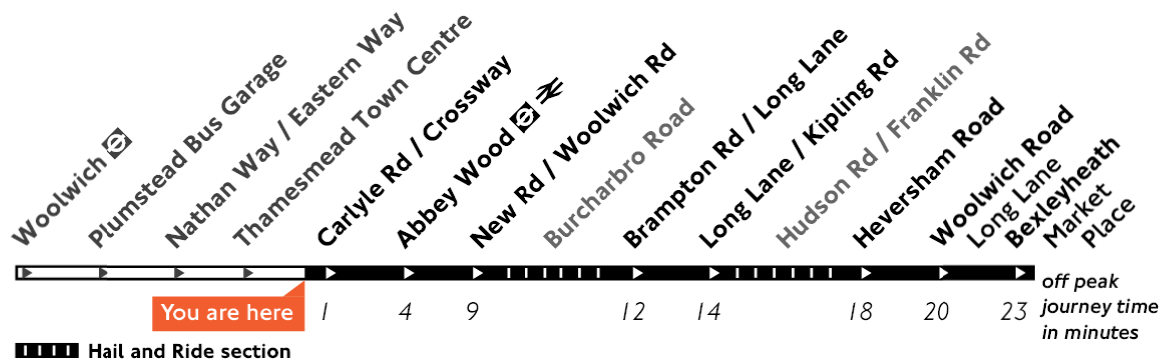 Woolwich
Plumstead Bus Garage
Nathan Way / Eastern Way
Thamesmead Town Centre
Carlyle Rd / Crossway
Abbey Wood
New Rd / Woolwich Rd
Burcharbro Road
Brampton Rd / Long Lane
Long Lane / Kipling Rd
Hudson Rd / Franklin Rd
Heversham Road
Woolwich Road
Long Lane
Bexleyheath
Market
Place
You are here
1 4 9 12 14 18 20 23
off peak
journey time
in minutes
Hail and Ride section